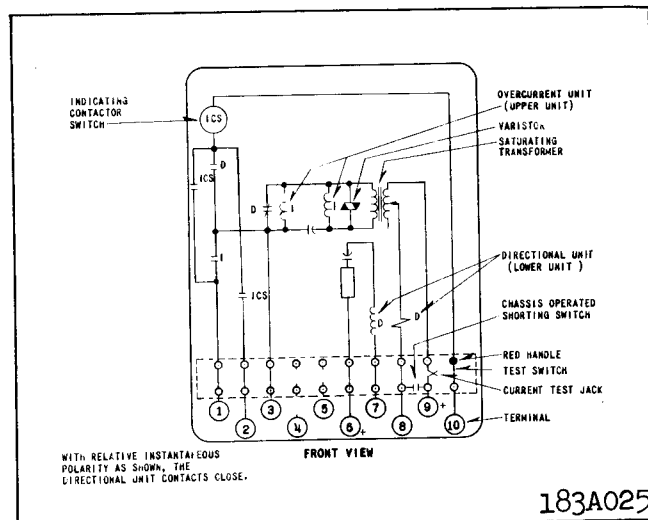 INDICATING
CONTACTOR
SWITCH
ICS
OVERCURRENT UNIT
(UPPER UNIT)
VARISTOR
SATURATING
TRANSFORMER
D
ICS
D
I
I
I
ICS
DIRECTIONAL UNIT
(LOWER UNIT)
D
D
CHASSIS OPERATED
SHORTING SWITCH
RED HANDLE
TEST SWITCH
CURRENT TEST JACK
TERMINAL
1
2
3
4
5
6 +
7
8
9 +
10
FRONT VIEW
WITH RELATIVE INSTANTANEOUS
POLARITY AS SHOWN, THE
DIRECTIONAL UNIT CONTACTS CLOSE.
183A025